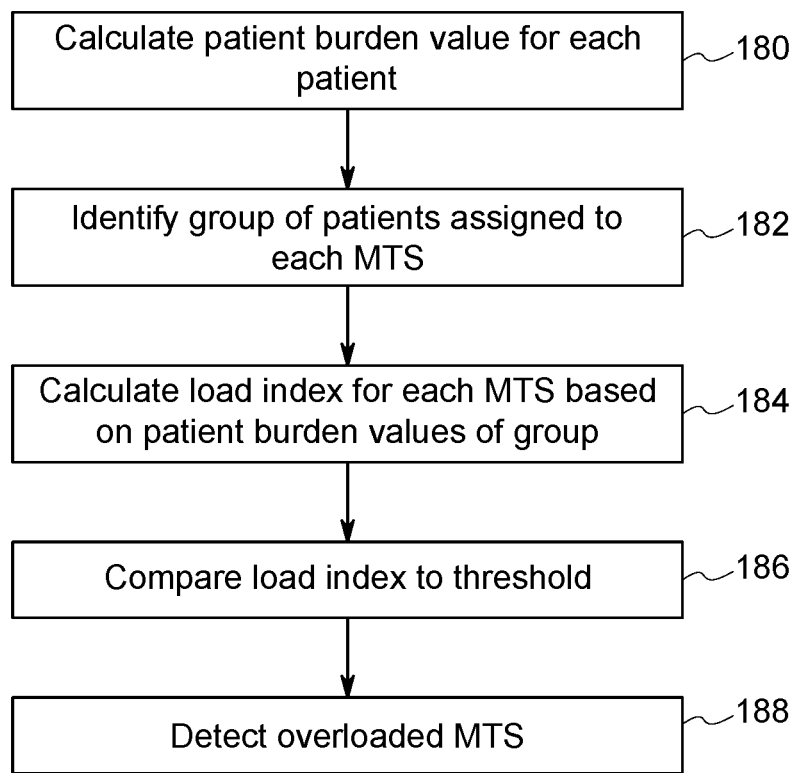 Calculate patient burden value for each
patient
180
Identify group of patients assigned to
each MTS
182
Calculate load index for each MTS based
on patient burden values of group
184
Compare load index to threshold
186
Detect overloaded MTS
188